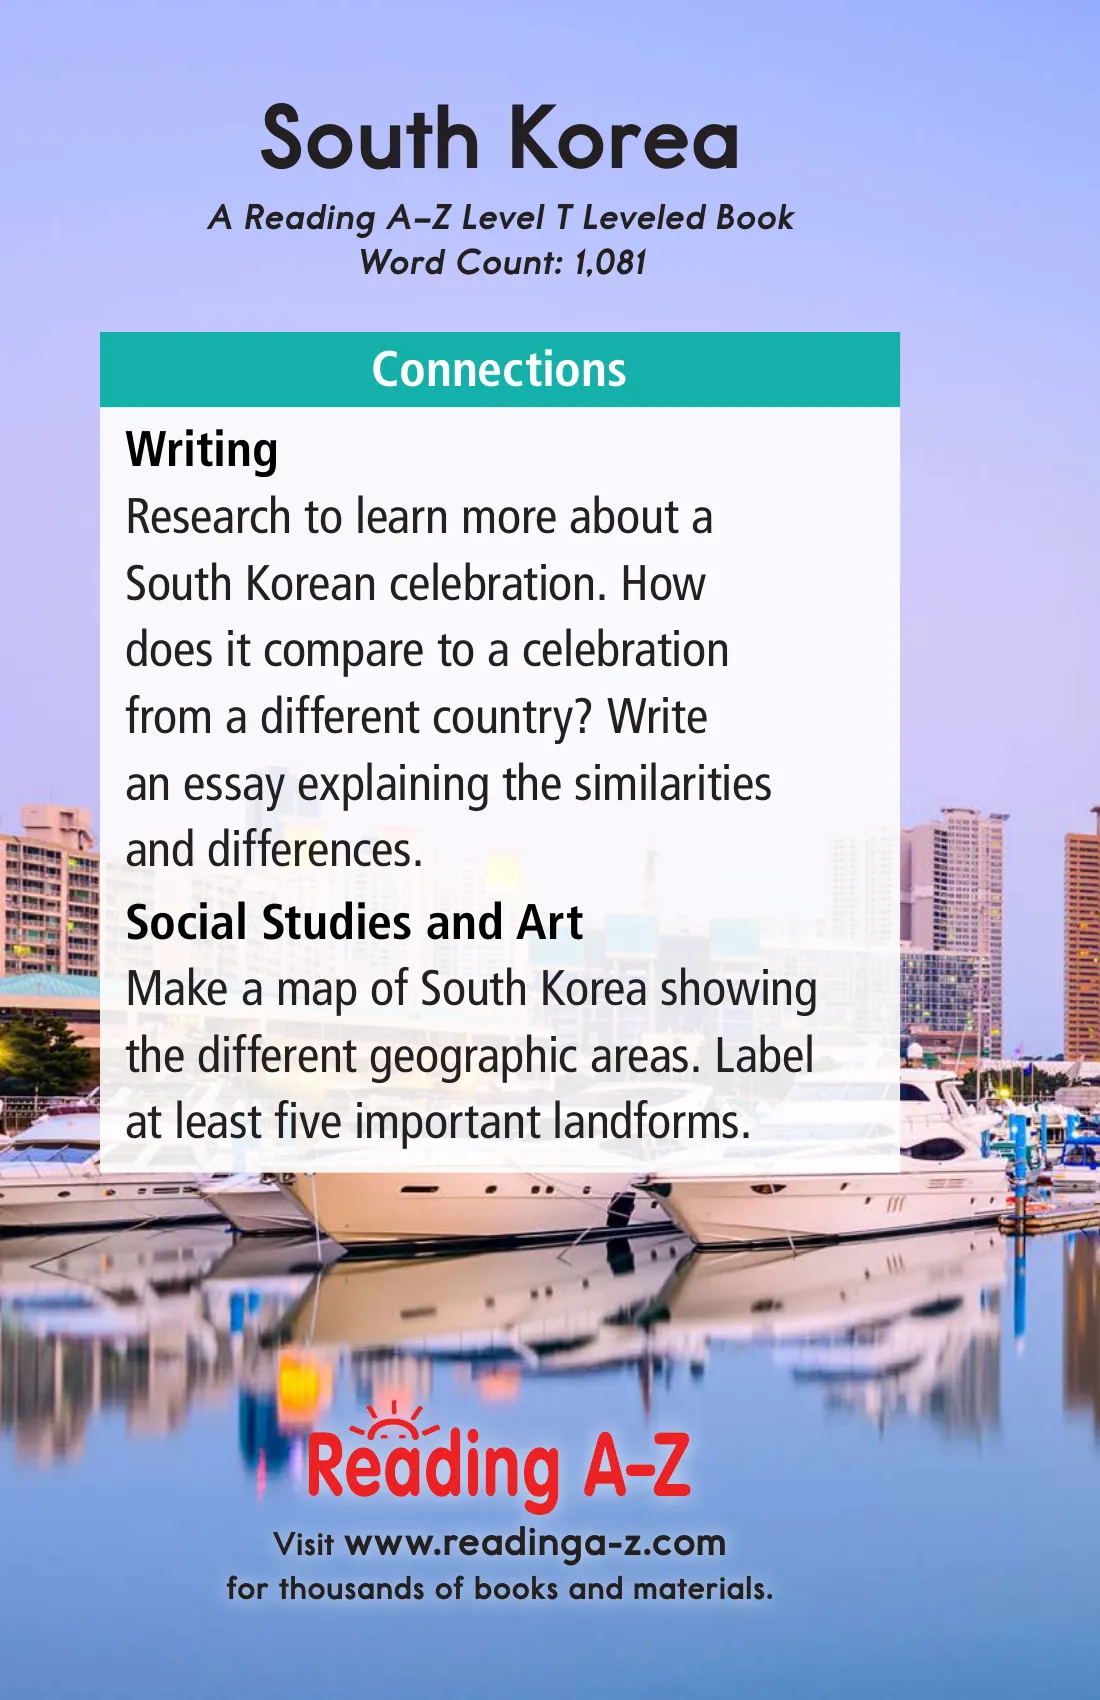 South Korea
A Reading A–Z Level T Leveled Book
Word Count: 1,081
Connections
Writing
Research to learn more about a
South Korean celebration. How
does it compare to a celebration
from a different country? Write
an essay explaining the similarities
and differences.
Social Studies and Art
Make a map of South Korea showing
the different geographic areas. Label
at least five important landforms.
Reading A–Z
Visit www.readinga-z.com
for thousands of books and materials.